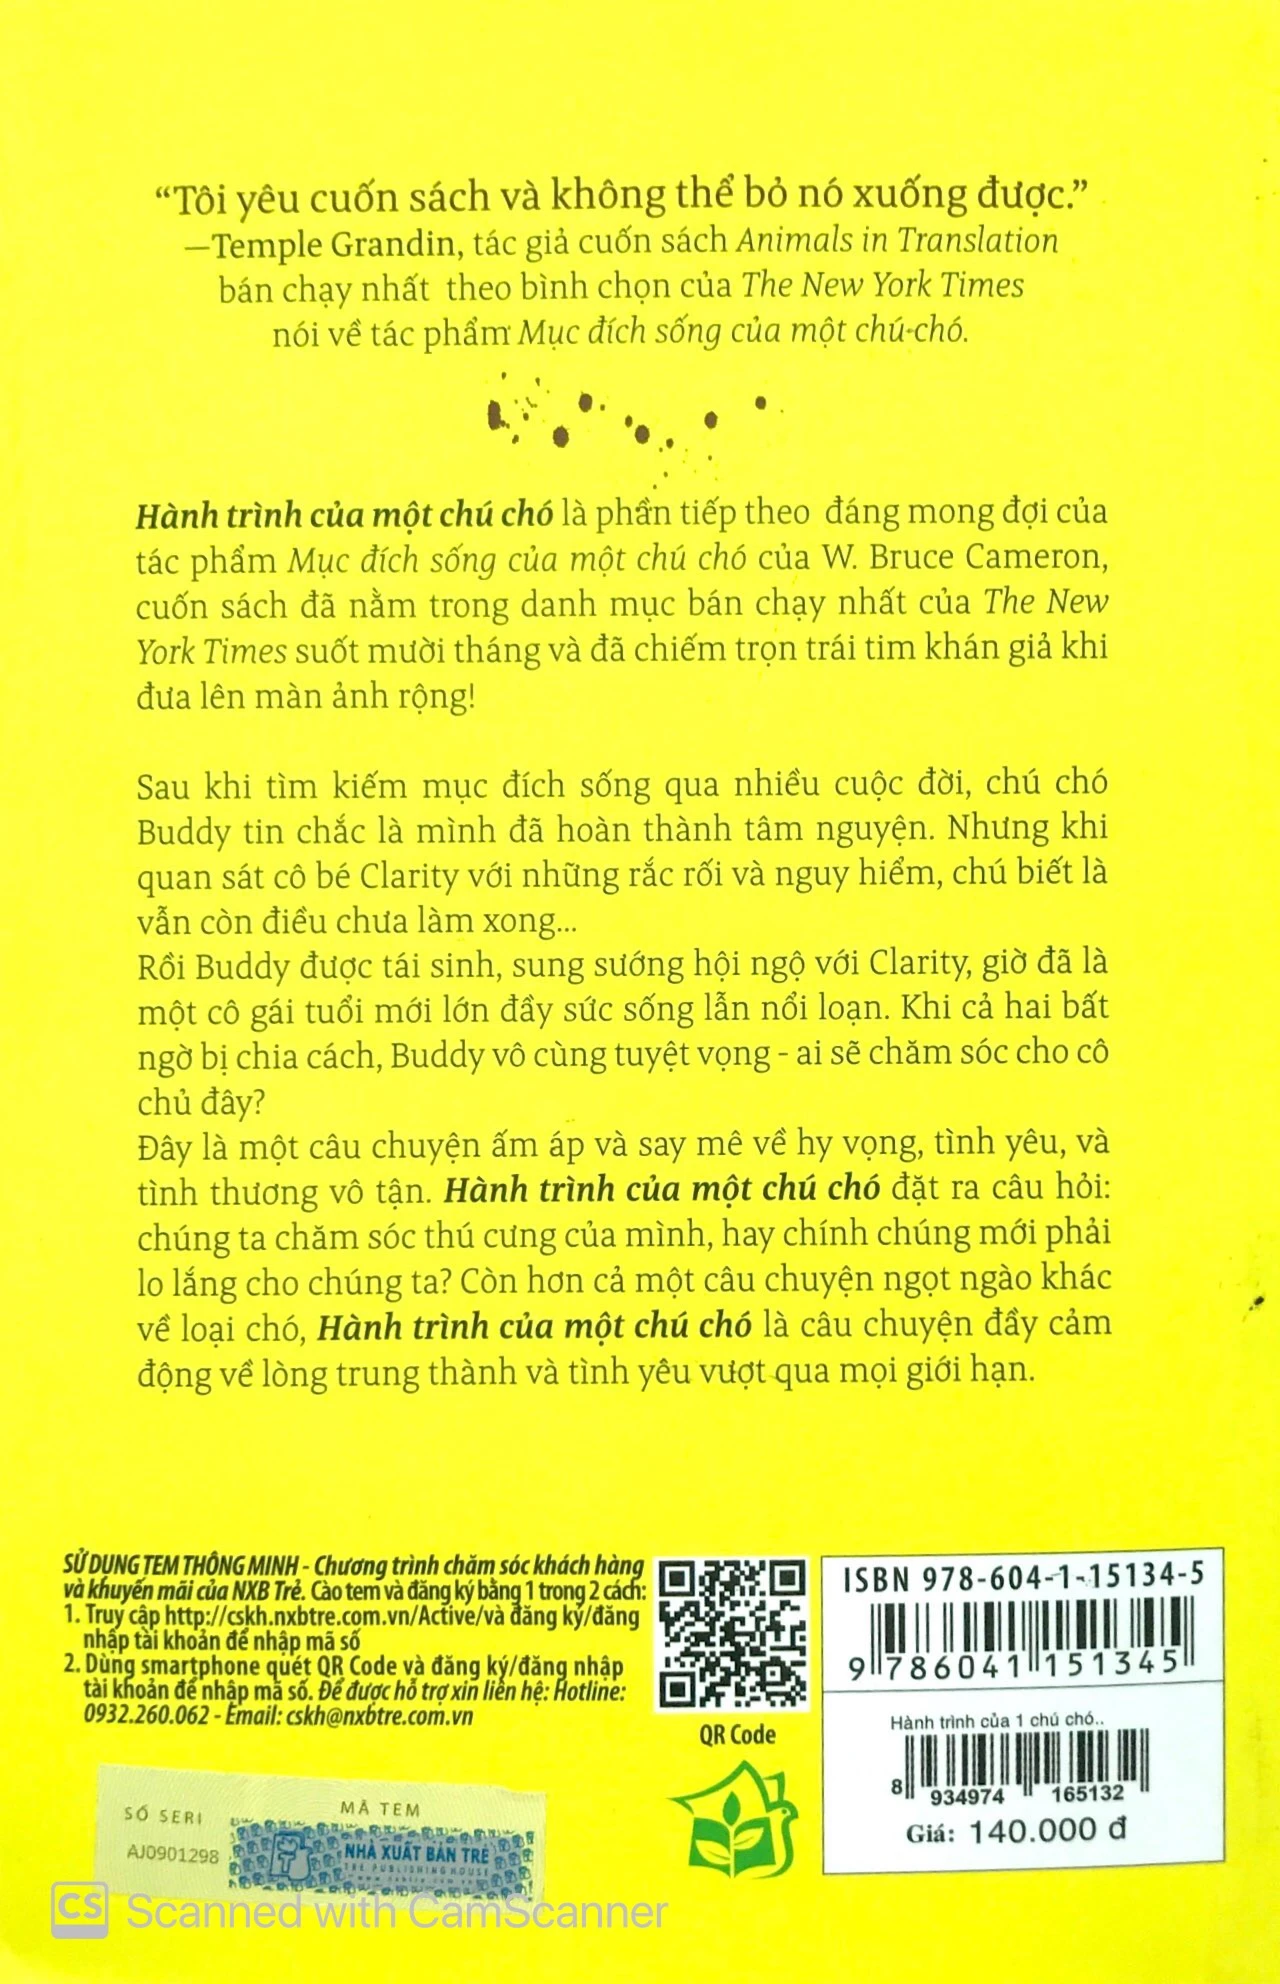 “Tôi yêu cuốn sách và không thể bỏ nó xuống được.”
—Temple Grandin, tác giả cuốn sách Animals in Translation
bán chạy nhất theo bình chọn của The New York Times
nói về tác phẩm Mục đích sống của một chú chó.
Hành trình của một chú chó là phần tiếp theo đáng mong đợi của
tác phẩm Mục đích sống của một chú chó của W. Bruce Cameron,
cuốn sách đã nằm trong danh mục bán chạy nhất của The New
York Times suốt mười tháng và đã chiếm trọn trái tim khán giả khi
đưa lên màn ảnh rộng!
Sau khi tìm kiếm mục đích sống qua nhiều cuộc đời, chú chó
Buddy tin chắc là mình đã hoàn thành tâm nguyện. Nhưng khi
quan sát cô bé Clarity với những rắc rối và nguy hiểm, chú biết là
vẫn còn điều chưa làm xong...
Rồi Buddy được tái sinh, sung sướng hội ngộ với Clarity, giờ đã là
một cô gái tuổi mới lớn đầy sức sống lẫn nổi loạn. Khi cả hai bất
ngờ bị chia cách, Buddy vô cùng tuyệt vọng - ai sẽ chăm sóc cho cô
chủ đây?
Đây là một câu chuyện ấm áp và say mê về hy vọng, tình yêu, và
tình thương vô tận. Hành trình của một chú chó đặt ra câu hỏi:
chúng ta chăm sóc thú cưng của mình, hay chính chúng mới phải
lo lắng cho chúng ta? Còn hơn cả một câu chuyện ngọt ngào khác
về loại chó, Hành trình của một chú chó là câu chuyện đầy cảm
động về lòng trung thành và tình yêu vượt qua mọi giới hạn.
SỬ DỤNG TEM THÔNG MINH - Chương trình chăm sóc khách hàng
và khuyến mãi của NXB Trẻ. Cào tem và đăng ký bằng 1 trong 2 cách:
1. Truy cập http://cskh.nxbtre.com.vn/Active/và đăng ký/đăng
nhập tài khoản để nhập mã số
2. Dùng smartphone quét QR Code và đăng ký/đăng nhập
tài khoản để nhập mã số. Để được hỗ trợ xin liên hệ: Hotline:
0932.260.062 - Email: cskh@nxbtre.com.vn
QR Code
ISBN 978-604-1-15134-5
9 786041 151345
Hành trình của 1 chú chó..
8 934974 165132
Giá: 140.000 đ
SỐ SERI
AJ0901298
MÃ TEM
NHÀ XUẤT BẢN TRẺ
TRE PUBLISHING HOUSE
CS Scanned with CamScanner